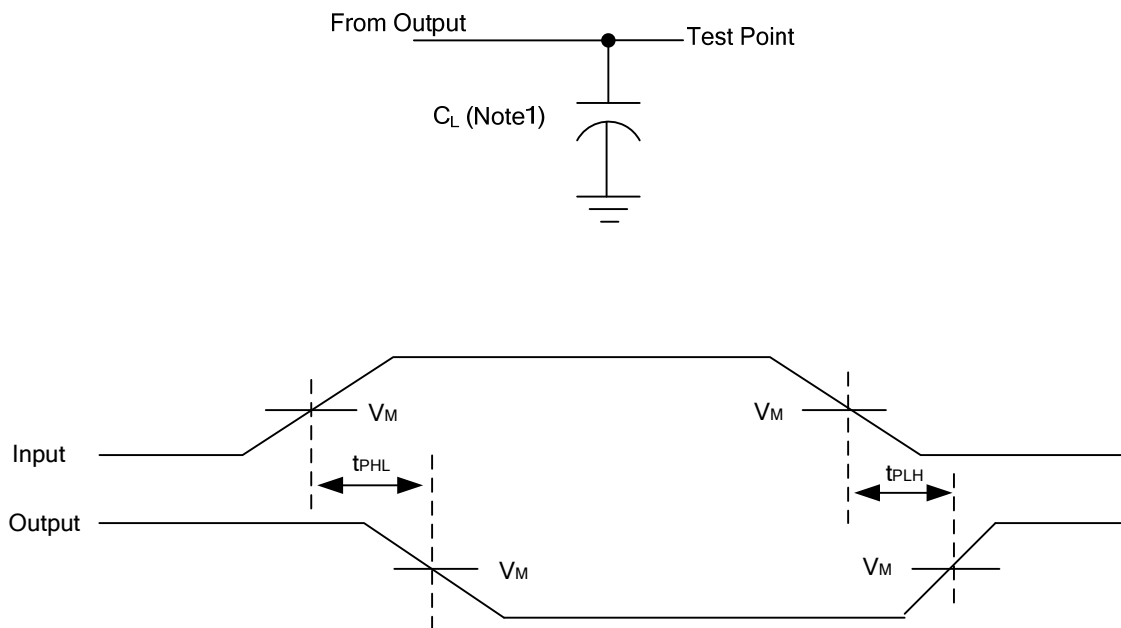 From Output
Test Point
CL (Note1)
VM
VM
Input
tPHL
tPLH
Output
VM
VM